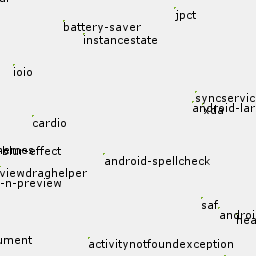 jpct
battery-saver
instancestate
ioio
syncservic
android-lar
xda
cardio
blur-effect
android-spellcheck
viewdraghelper
-n-preview
saf
androi
hea
ument
activitynotfoundexception